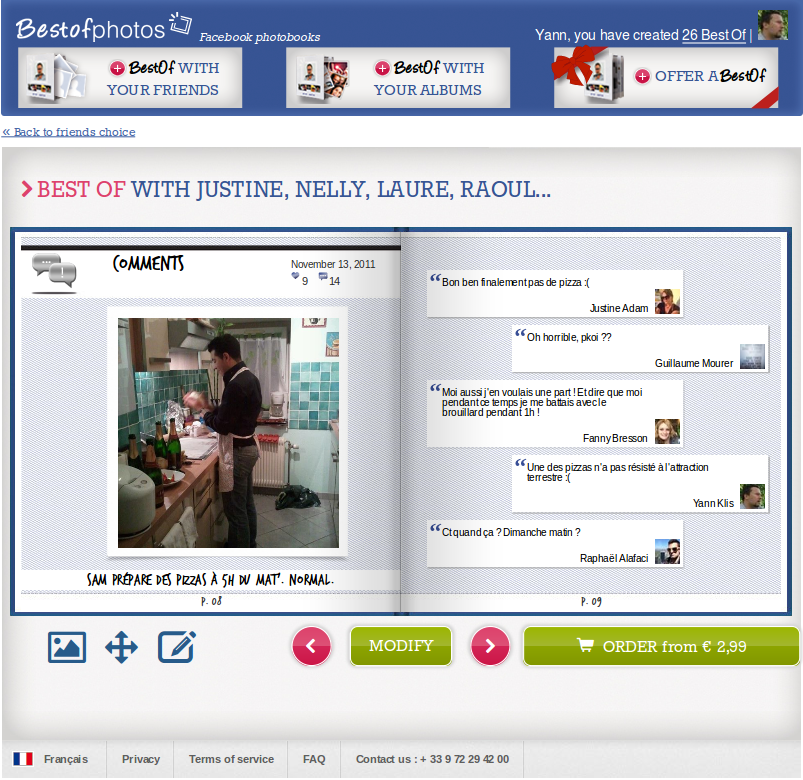 Bestofphotos Facebook photobooks
Yann, you have created 26 Best Of |
BestOf WITH
YOUR FRIENDS
BestOf WITH
YOUR ALBUMS
OFFER A BestOf
« Back to friends choice
BEST OF WITH JUSTINE, NELLY, LAURE, RAOUL...
COMMENTS
November 13, 2011
9 14
SAM PRÉPARE DES PIZZAS À 5H DU MAT'. NORMAL.
P. 08
“Bon ben finalement pas de pizza :(
Justine Adam
“Oh horrible, pkoi ??
Guillaume Mourer
“Moi aussi j'en voulais une part ! Et dire que moi
pendant ce temps je me battais avec le
brouillard pendant 1h !
Fanny Bresson
“Une des pizzas n'a pas résisté à l'attraction
terrestre :(
Yann Klis
“Ct quand ça ? Dimanche matin ?
Raphaël Alafaci
P. 09
MODIFY
ORDER from € 2,99
Français
Privacy
Terms of service
FAQ
Contact us : + 33 9 72 29 42 00